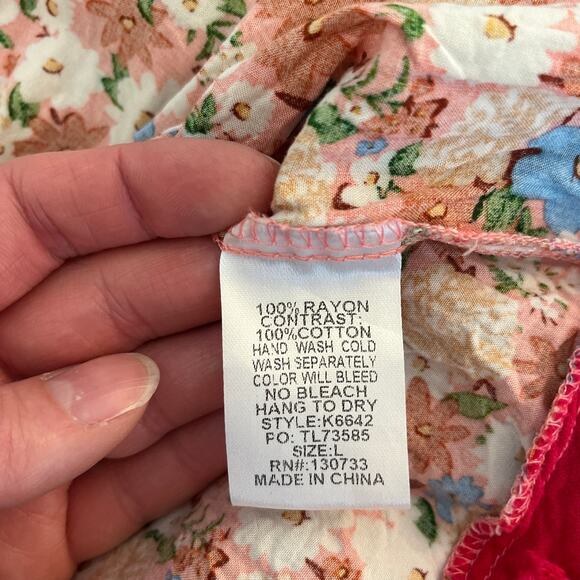 100% RAYON
CONTRAST:
100%COTTON
HAND WASH COLD
WASH SEPARATELY
COLOR WILL BLEED
NO BLEACH
HANG TO DRY
STYLE:K6642
PO: TL73585
SIZE:L
RN#:130733
MADE IN CHINA